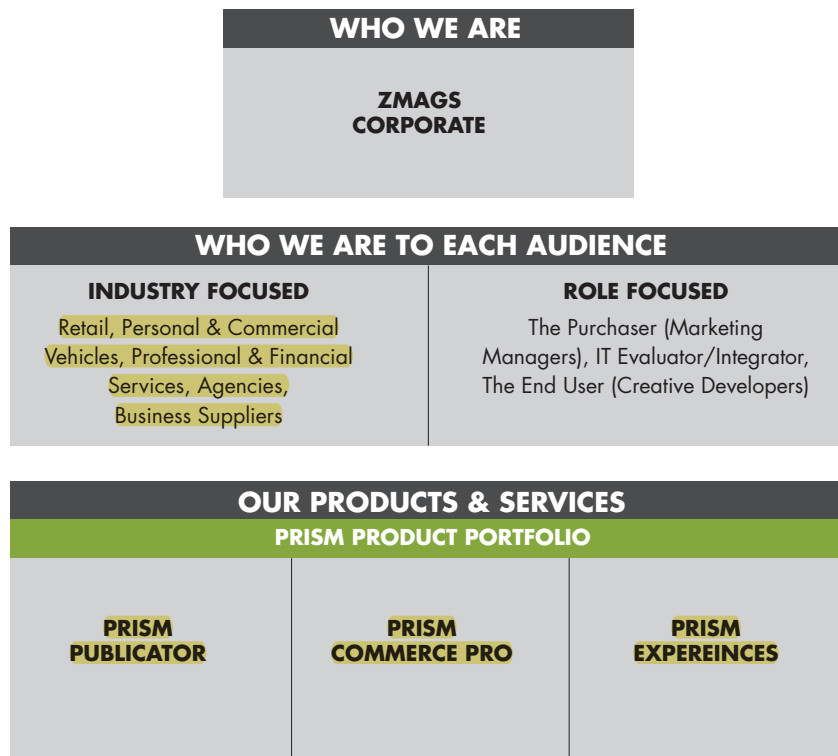 WHO WE ARE
ZMAGS
CORPORATE
WHO WE ARE TO EACH AUDIENCE
INDUSTRY FOCUSED
Retail, Personal & Commercial
Vehicles, Professional & Financial
Services, Agencies,
Business Suppliers
ROLE FOCUSED
The Purchaser (Marketing
Managers), IT Evaluator/Integrator,
The End User (Creative Developers)
OUR PRODUCTS & SERVICES
PRISM PRODUCT PORTFOLIO
PRISM
PUBLICATOR
PRISM
COMMERCE PRO
PRISM
EXPEREINCES